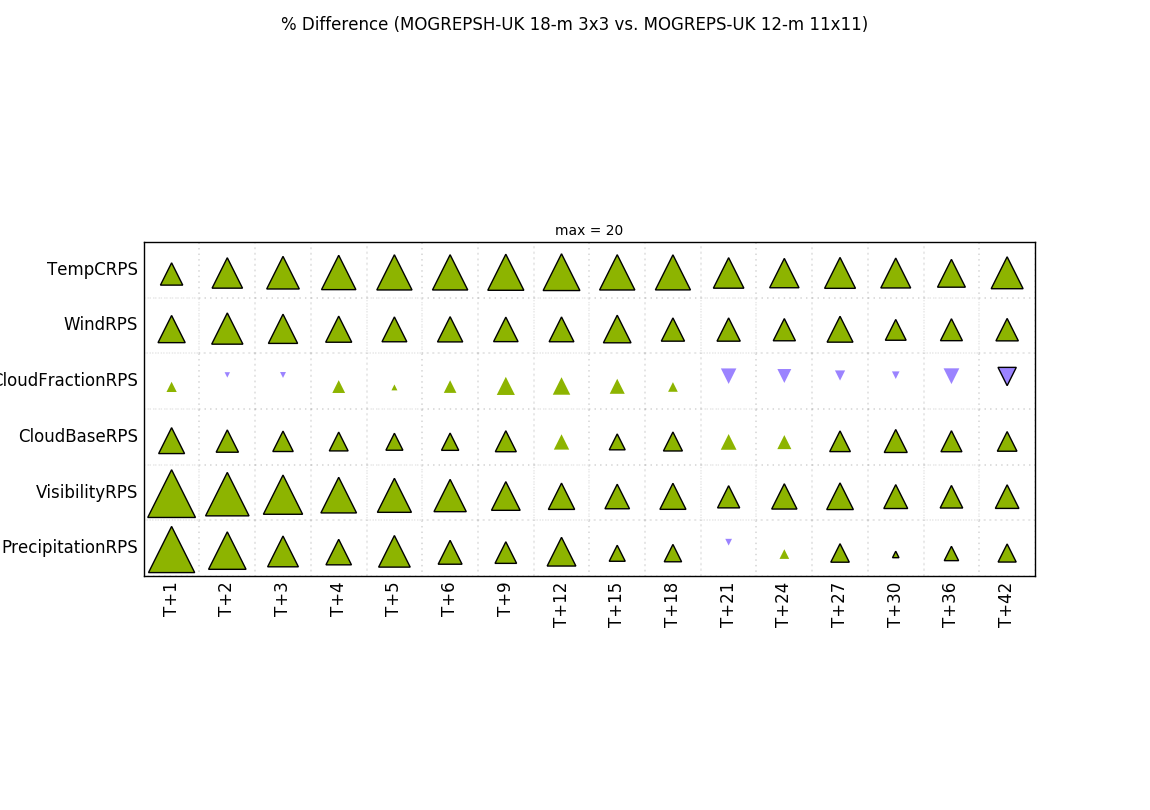 % Difference (MOGREPSH-UK 18-m 3x3 vs. MOGREPS-UK 12-m 11x11)
max = 20
TempCRPS
WindRPS
CloudFractionRPS
CloudBaseRPS
VisibilityRPS
PrecipitationRPS
T+1 T+2 T+3 T+4 T+5 T+6 T+9 T+12 T+15 T+18 T+21 T+24 T+27 T+30 T+36 T+42